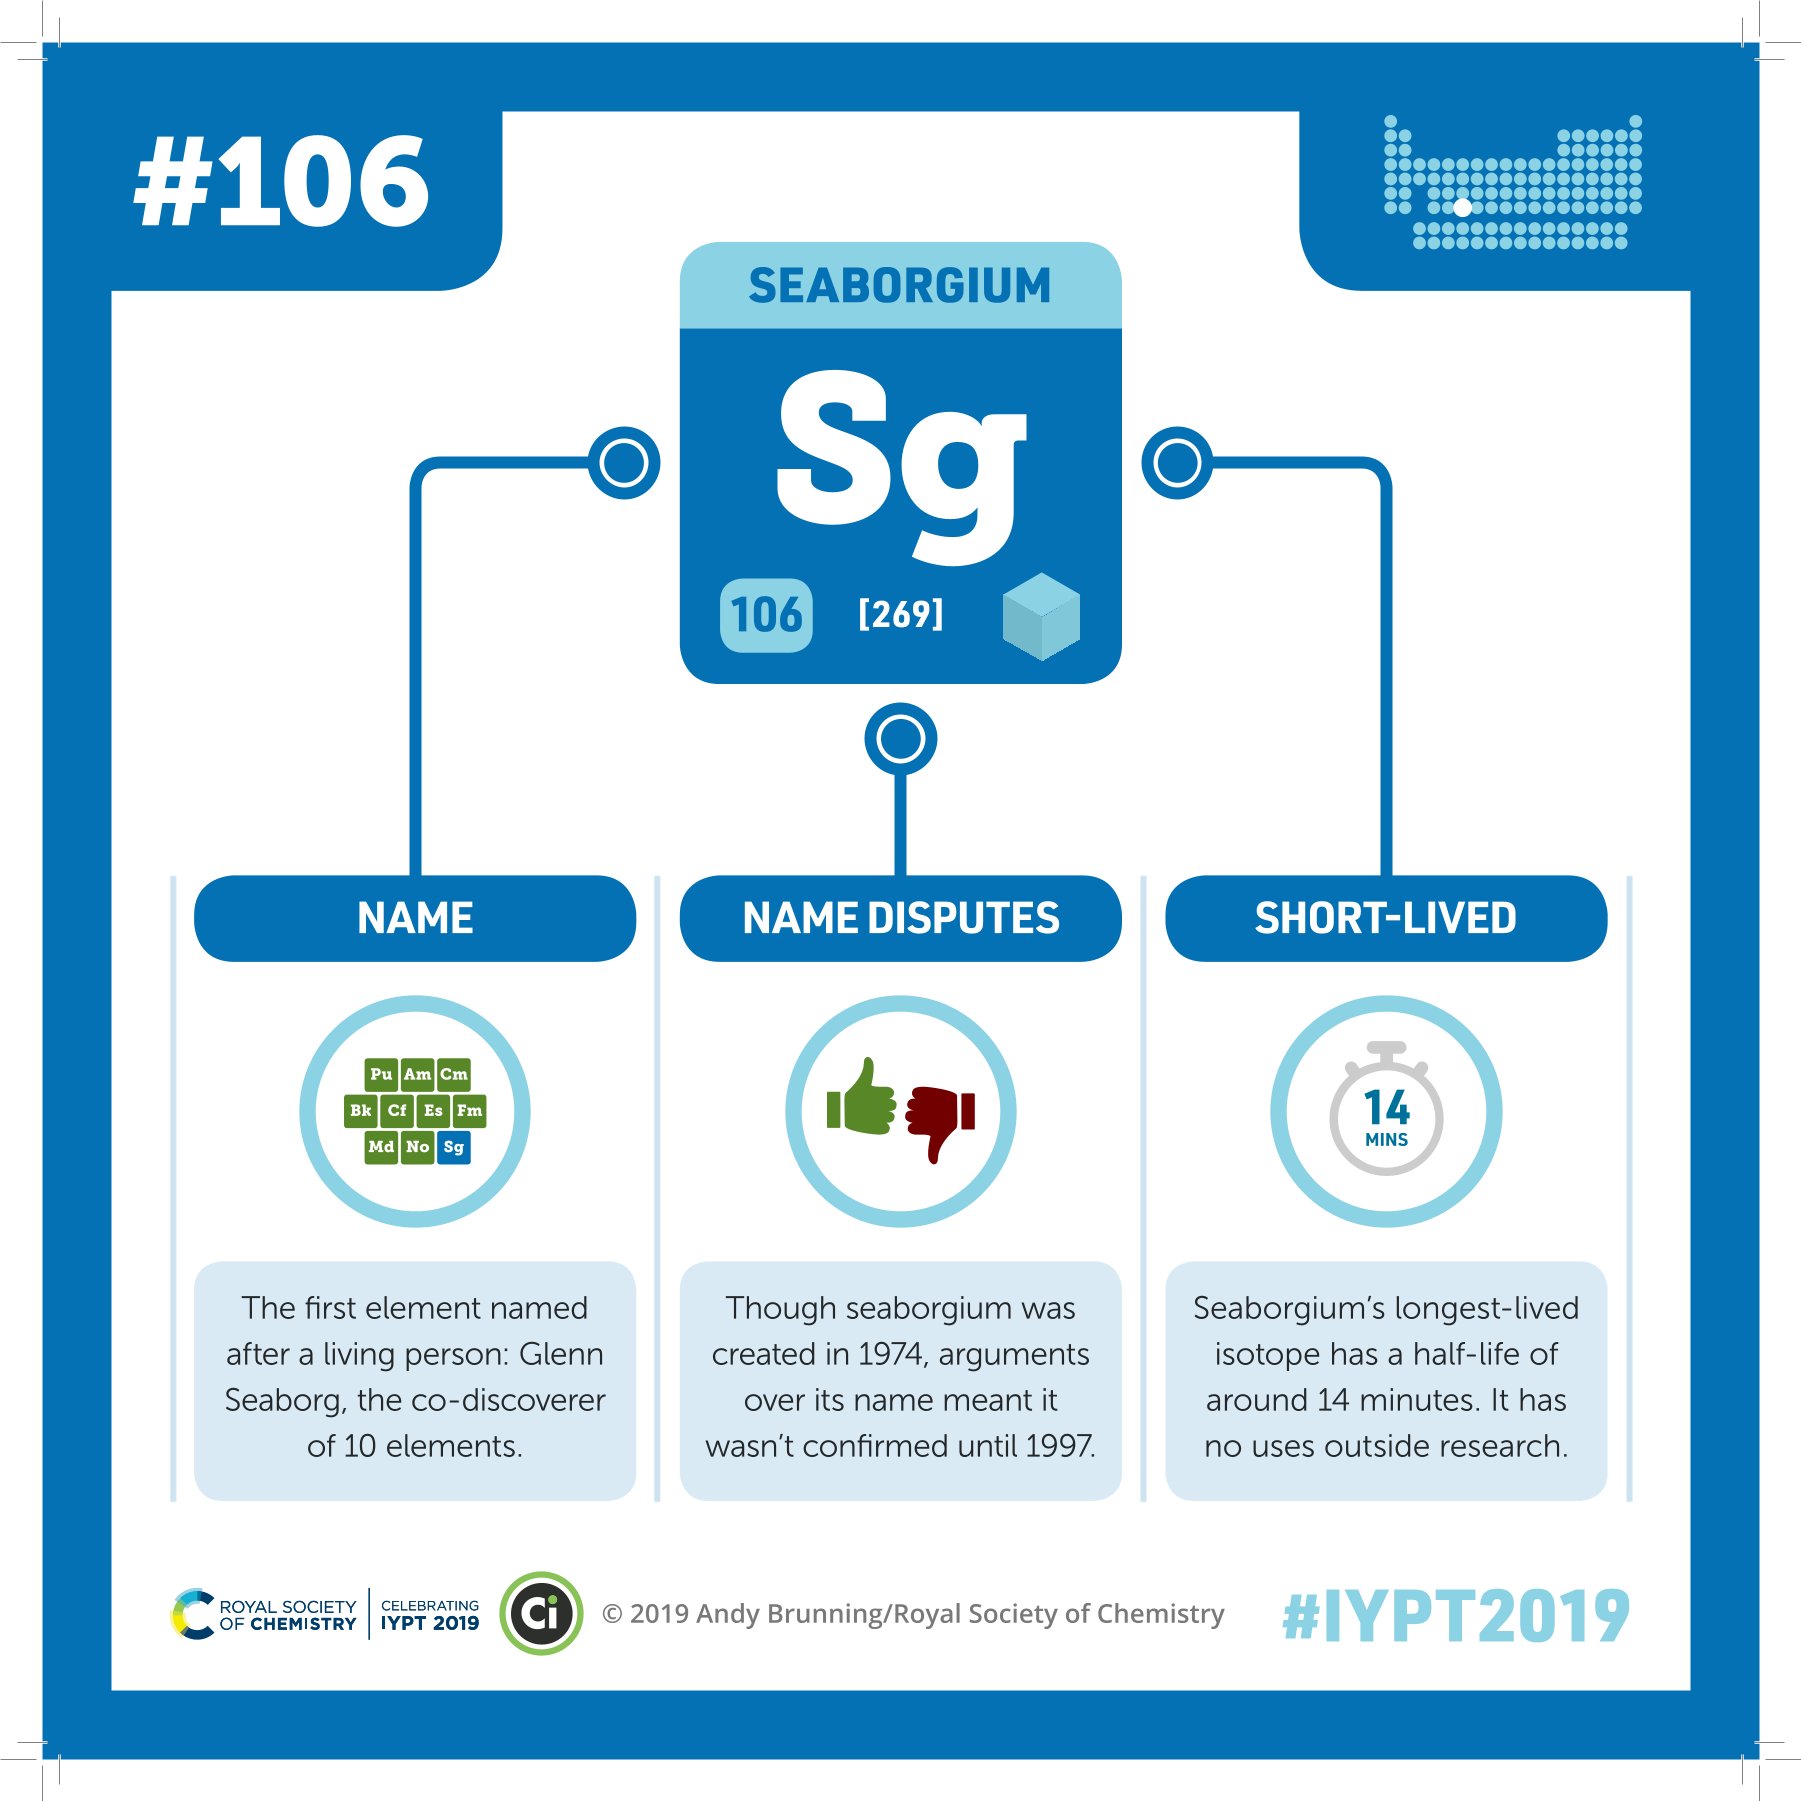 #106
SEABORGIUM
Sg
106 [269]
NAME
Pu Am Cm
Bk Cf Es Fm
Md No Sg
The first element named
after a living person: Glenn
Seaborg, the co-discoverer
of 10 elements.
NAME DISPUTES
Though seaborgium was
created in 1974, arguments
over its name meant it
wasn't confirmed until 1997.
SHORT-LIVED
14
MINS
Seaborgium's longest-lived
isotope has a half-life of
around 14 minutes. It has
no uses outside research.
ROYAL SOCIETY
OF CHEMISTRY
CELEBRATING
IYPT 2019
Ci
© 2019 Andy Brunning/Royal Society of Chemistry
#IYPT2019